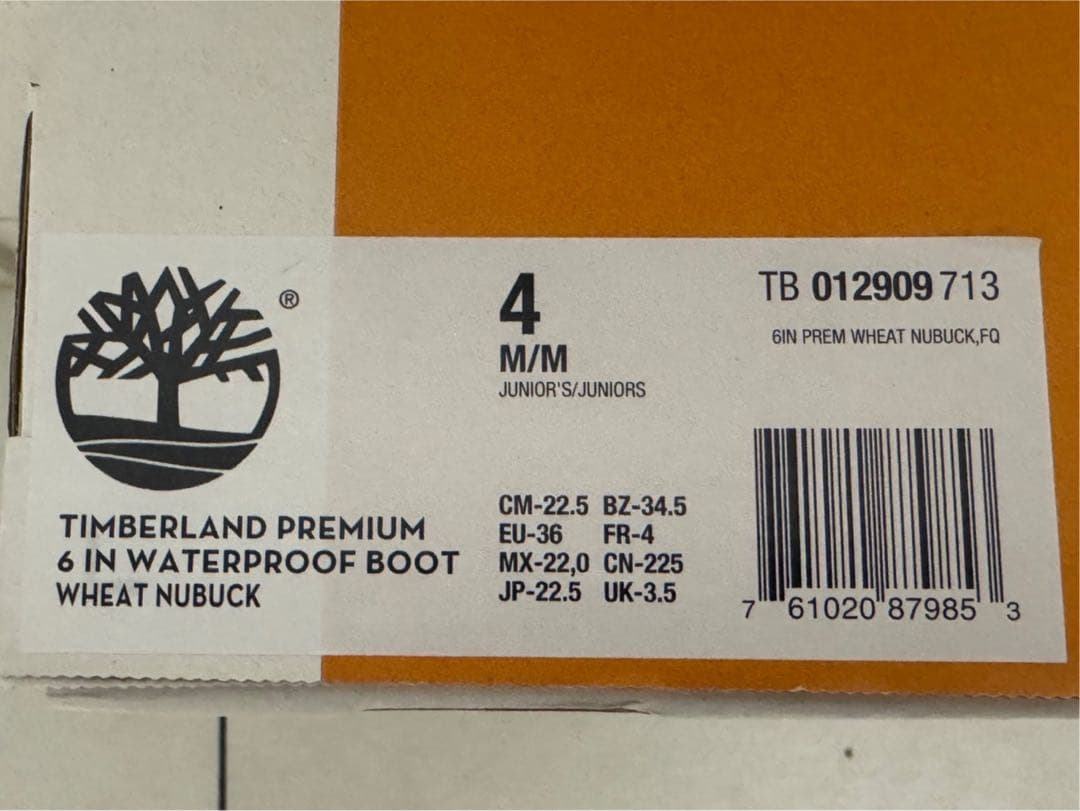 ®
TIMBERLAND PREMIUM
6 IN WATERPROOF BOOT
WHEAT NUBUCK
4
M/M
JUNIOR'S/JUNIORS
CM-22.5 BZ-34.5
EU-36 FR-4
MX-22,0 CN-225
JP-22.5 UK-3.5
TB 012909 713
6IN PREM WHEAT NUBUCK,FQ
7 61020 87985 3